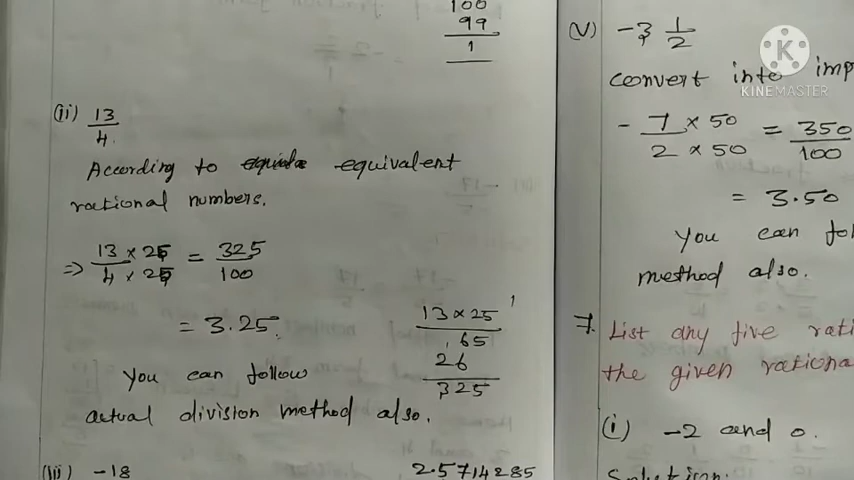 100
99
1
(ii) 13/4.
According to equivalent
rational numbers.
⇒ 13 × 25 / 4 × 25 = 325/100
= 3.25.
13 × 25
65
26
325
You can follow
actual division method also.
(iii) -18
2.5714285
(V) -3 1/2
KINEMASTER
convert into imp
- 7 × 50 / 2 × 50 = 350/100
= 3.50
You can fol
method also.
7. List any five rati
the given rationa
(i) -2 and 0.
Solution: